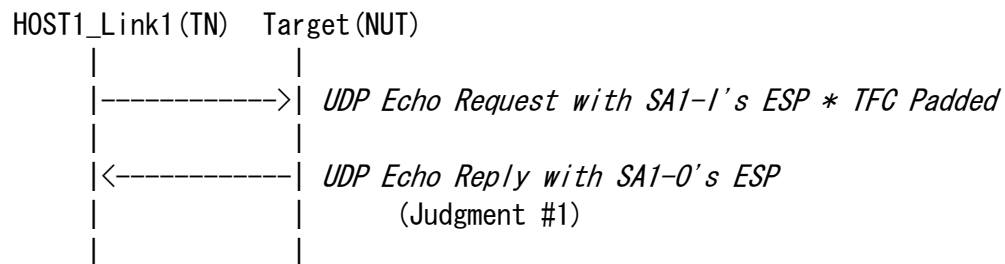 HOST1_Link1(TN) Target(NUT)
| |
|------------>| UDP Echo Request with SA1-I's ESP * TFC Padded
| |
|<------------| UDP Echo Reply with SA1-O's ESP
| | (Judgment #1)
| |